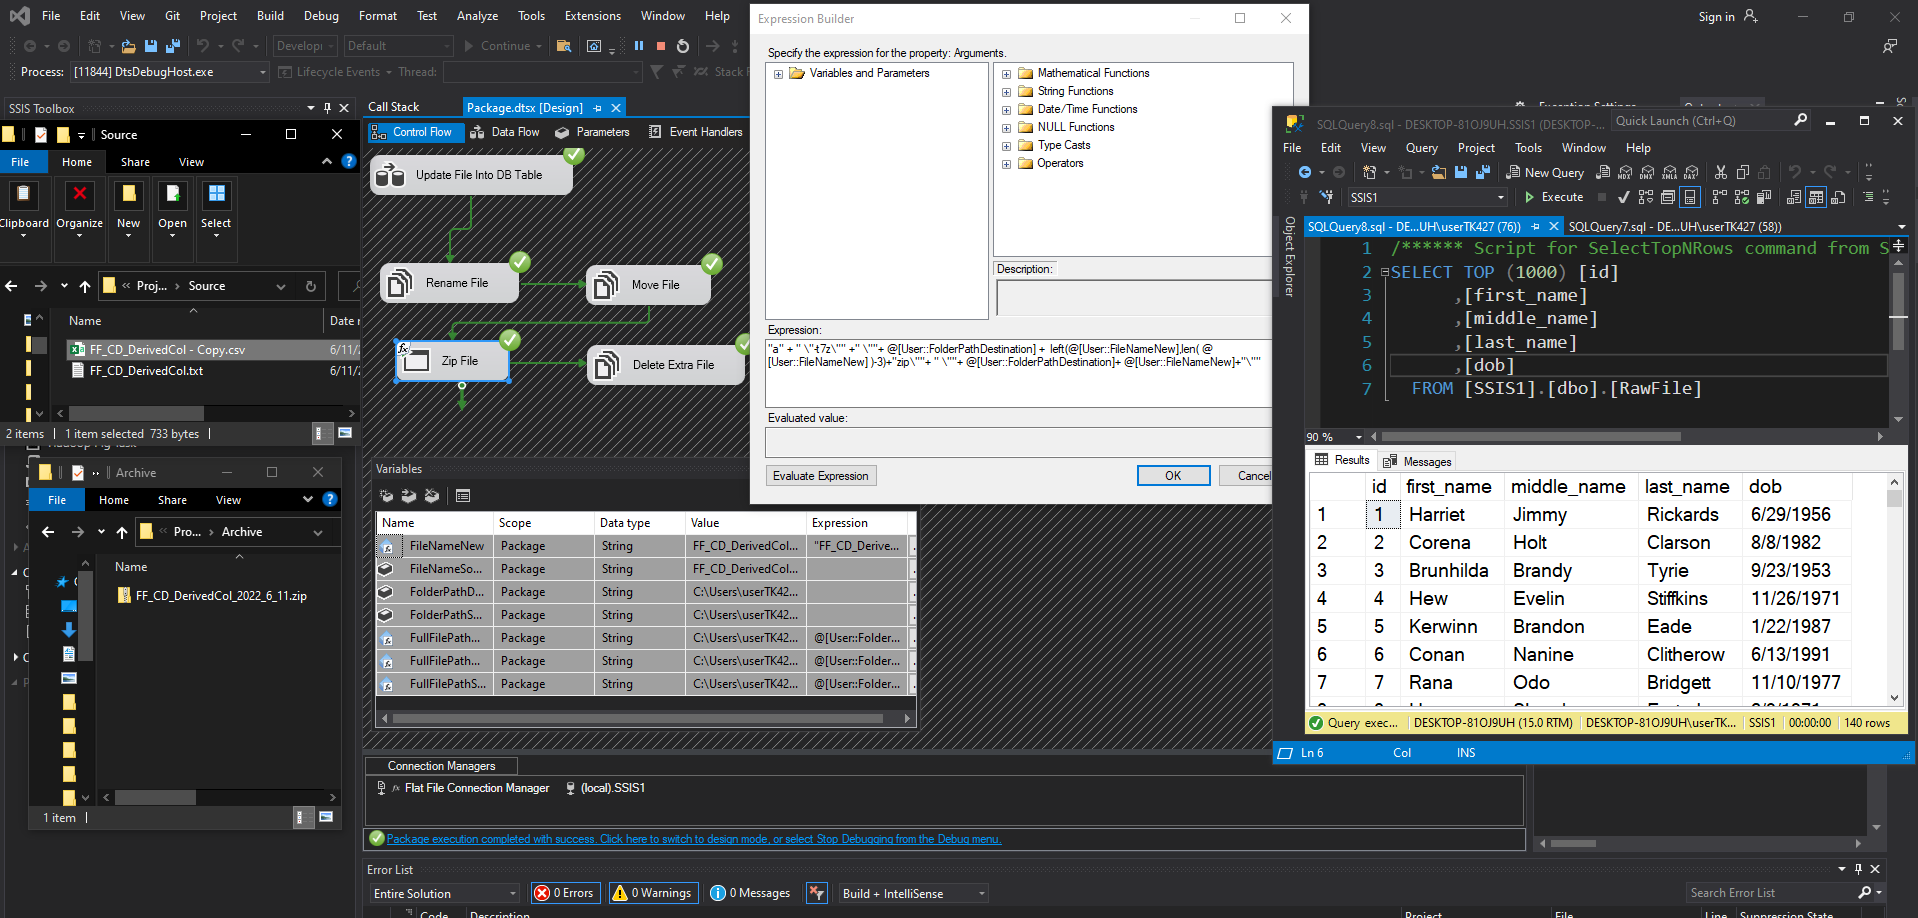 File Edit View Git Project Build Debug Format Test Analyze Tools Extensions Window Help
Sign in
Develop Default Continue
Process: [11844] DtsDebugHost.exe Lifecycle Events Thread: Stack F
SSIS Toolbox
Call Stack Package.dtsx [Design]
Control Flow Data Flow Parameters Event Handlers
Source
File Home Share View
Clipboard Organize New Open Select
Proj... Source
Name Date r
FF_CD_DerivedCol - Copy.csv 6/11/2
FF_CD_DerivedCol.txt 6/11/2
2 items 1 item selected 733 bytes
Archive
File Home Share View
Pro... Archive
Name
FF_CD_DerivedCol_2022_6_11.zip
1 item
Update File Into DB Table
Rename File
Move File
Zip File
Delete Extra File
Variables
Name Scope Data type Value Expression
FileNameNew Package String FF_CD_DerivedCol... "FF_CD_Derive...
FileNameSo... Package String FF_CD_DerivedCol...
FolderPathD... Package String C:\Users\userTK42...
FolderPathS... Package String C:\Users\userTK42...
FullFilePath... Package String C:\Users\userTK42... @[User::Folder...
FullFilePath... Package String C:\Users\userTK42... @[User::Folder...
FullFilePathS... Package String C:\Users\userTK42... @[User::Folder...
Connection Managers
Flat File Connection Manager (local).SSIS1
Package execution completed with success. Click here to switch to design mode, or select Stop Debugging from the Debug menu.
Error List
Entire Solution 0 Errors 0 Warnings 0 Messages Build + IntelliSense Search Error List
Code Description Project File Line Suppression State
Expression Builder
Specify the expression for the property: Arguments.
Variables and Parameters
Mathematical Functions
String Functions
Date/Time Functions
NULL Functions
Type Casts
Operators
Description:
Expression:
"a" + " \"-t7z\"" +" \""+ @[User::FolderPathDestination] + left(@[User::FileNameNew],len( @
[User::FileNameNew] )-3)+"zip\""+ " \""+ @[User::FolderPathDestination]+ @[User::FileNameNew]+"\""
Evaluated value:
Evaluate Expression OK Cancel
Exception Settings
SQLQuery8.sql - DESKTOP-81OJ9UH.SSIS1 (DESKTOP-... Quick Launch (Ctrl+Q)
File Edit View Query Project Tools Window Help
New Query
SSIS1 Execute
Object Explorer
SQLQuery8.sql - DE...UH\userTK427 (76)) SQLQuery7.sql - DE...UH\userTK427 (58))
1 /****** Script for SelectTopNRows command from S
2 SELECT TOP (1000) [id]
3 ,[first_name]
4 ,[middle_name]
5 ,[last_name]
6 ,[dob]
7 FROM [SSIS1].[dbo].[RawFile]
90 %
Results Messages
id first_name middle_name last_name dob
1 1 Harriet Jimmy Rickards 6/29/1956
2 2 Corena Holt Clarson 8/8/1982
3 3 Brunhilda Brandy Tyrie 9/23/1953
4 4 Hew Evelin Stiffkins 11/26/1971
5 5 Kerwinn Brandon Eade 1/22/1987
6 6 Conan Nanine Clitherow 6/13/1991
7 7 Rana Odo Bridgett 11/10/1977
Query exec... DESKTOP-81OJ9UH (15.0 RTM) DESKTOP-81OJ9UH\userTK... SSIS1 00:00:00 140 rows
Ln 6 Col INS